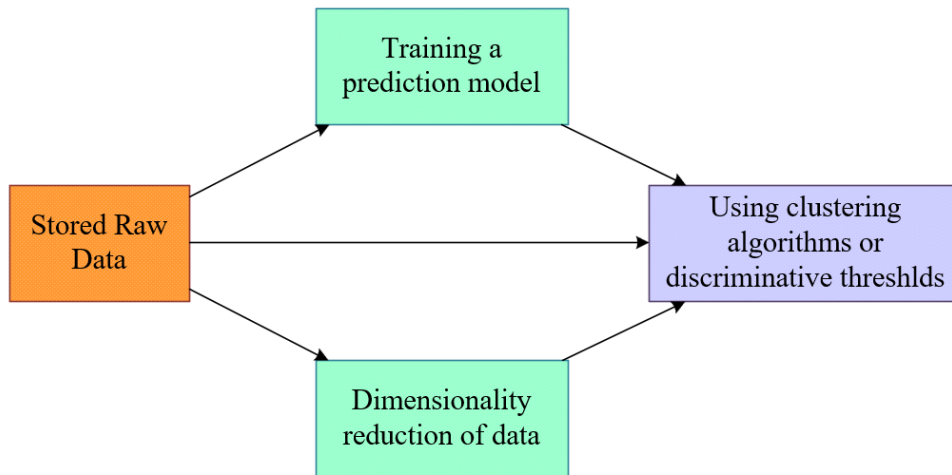 Training a
prediction model
Stored Raw
Data
Using clustering
algorithms or
discriminative threshlds
Dimensionality
reduction of data